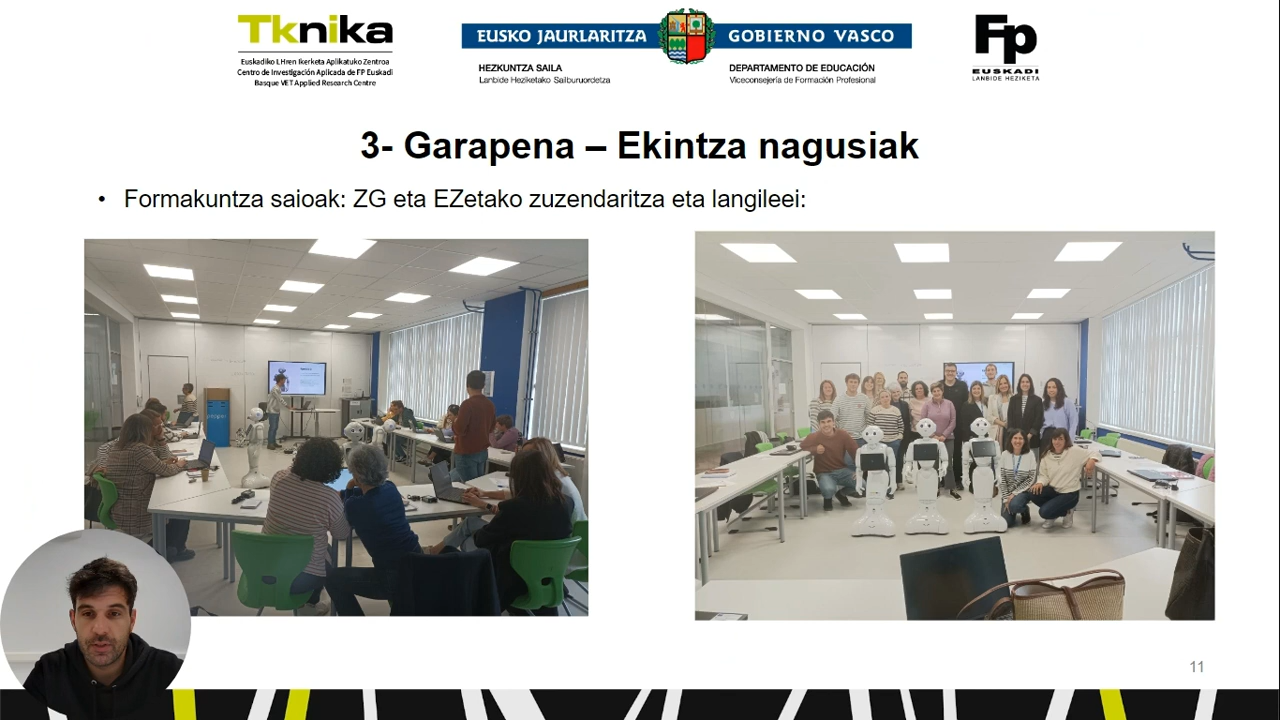 Tknika
Euskadiko LHren Ikerketa Aplikatuko Zentroa
Centro de Investigación Aplicada de FP Euskadi
Basque VET Applied Research Centre
EUSKO JAURLARITZA
GOBIERNO VASCO
HEZKUNTZA SAILA
Lanbide Heziketako Sailburuordetza
DEPARTAMENTO DE EDUCACIÓN
Viceconsejería de Formación Profesional
Fp
EUSKADI
LANBIDE HEZIKETA
3- Garapena – Ekintza nagusiak
• Formakuntza saioak: ZG eta EZetako zuzendaritza eta langileei:
11